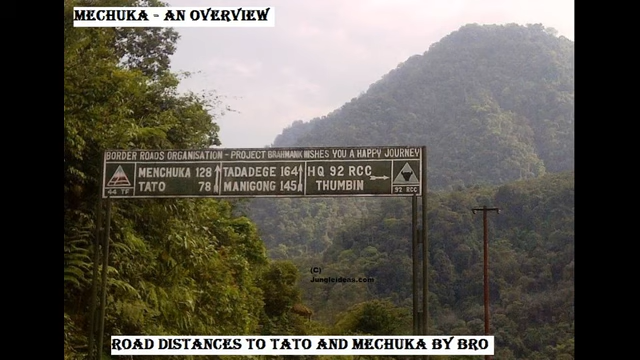 MECHUKA - AN OVERVIEW
BORDER ROADS ORGANISATION - PROJECT BRAHMANK WISHES YOU A HAPPY JOURNEY
MENCHUKA 128 TADADEGE 164 HQ 92 RCC
TATO 78 MANIGONG 145 THUMBIN
44 TF 92 RCC
(C)
Jungleidens.com
ROAD DISTANCES TO TATO AND MECHUKA BY BRO